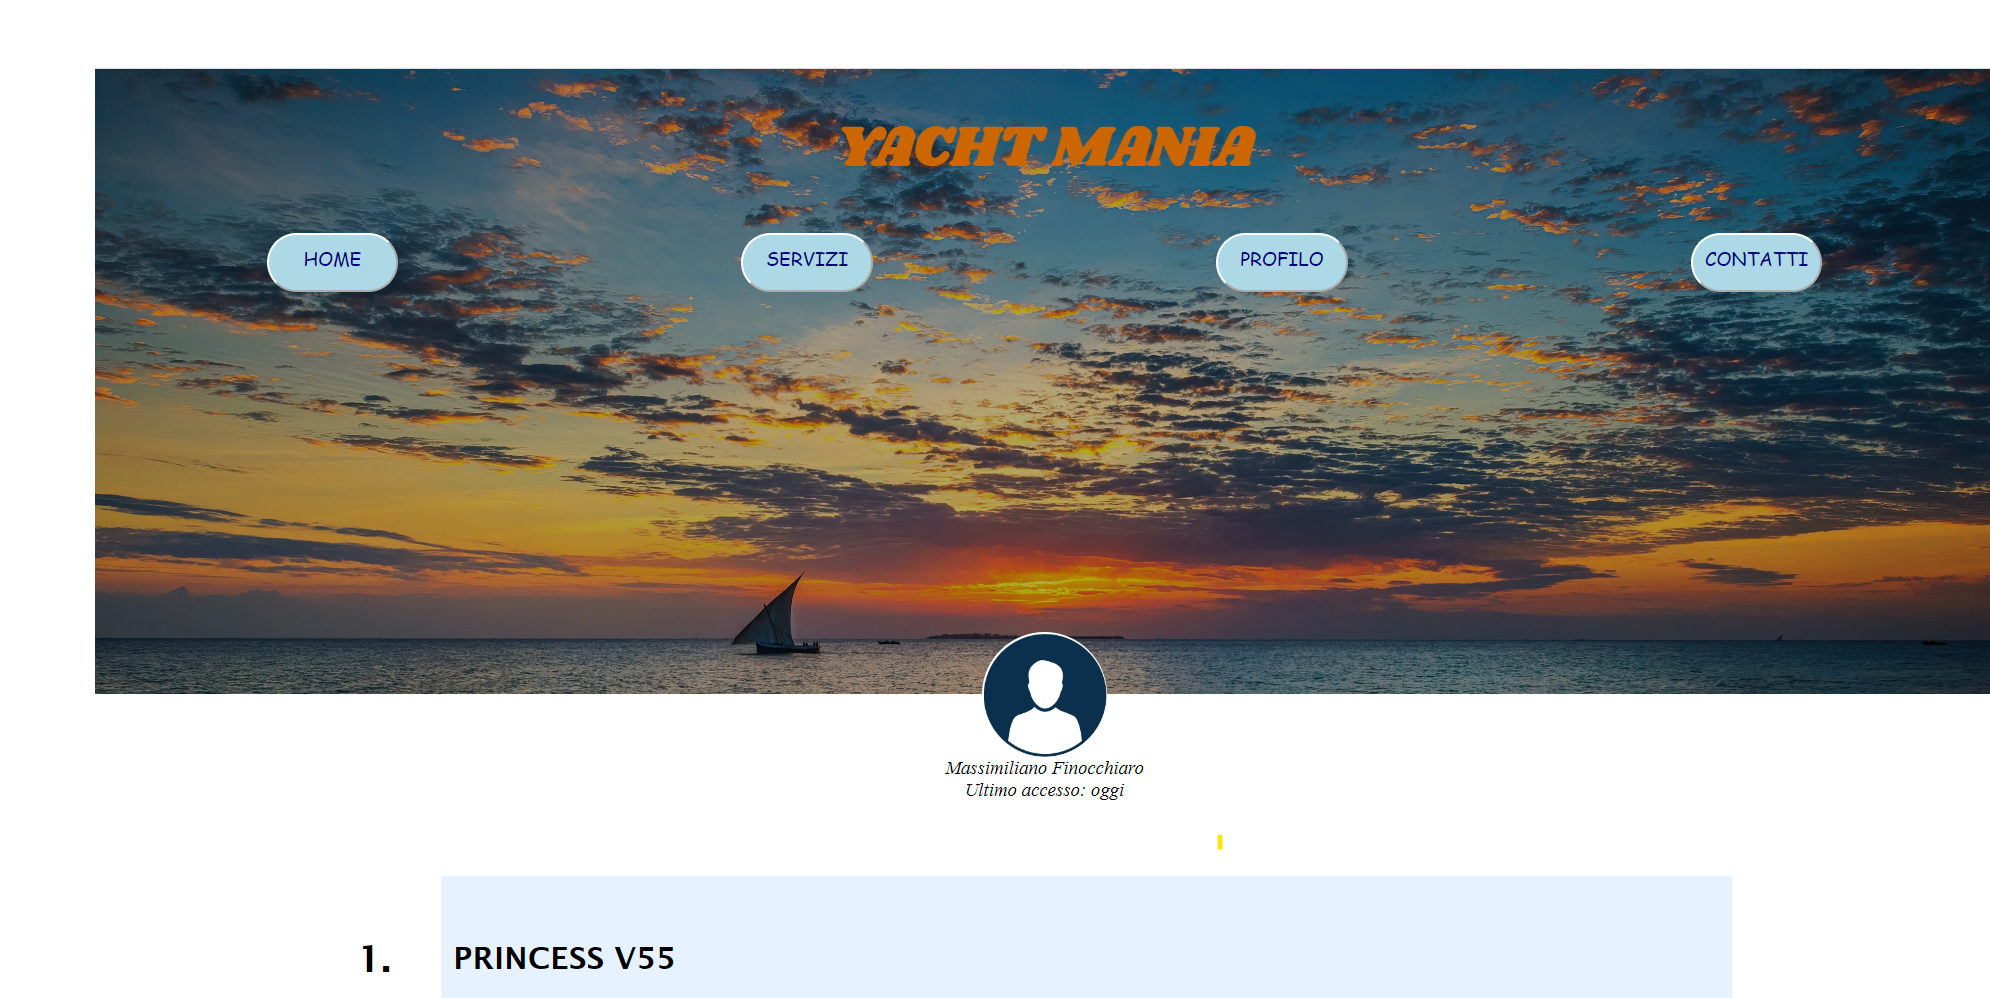 YACHT MANIA
HOME
SERVIZI
PROFILO
CONTATTI
Massimiliano Finocchiaro
Ultimo accesso: oggi
1. PRINCESS V55